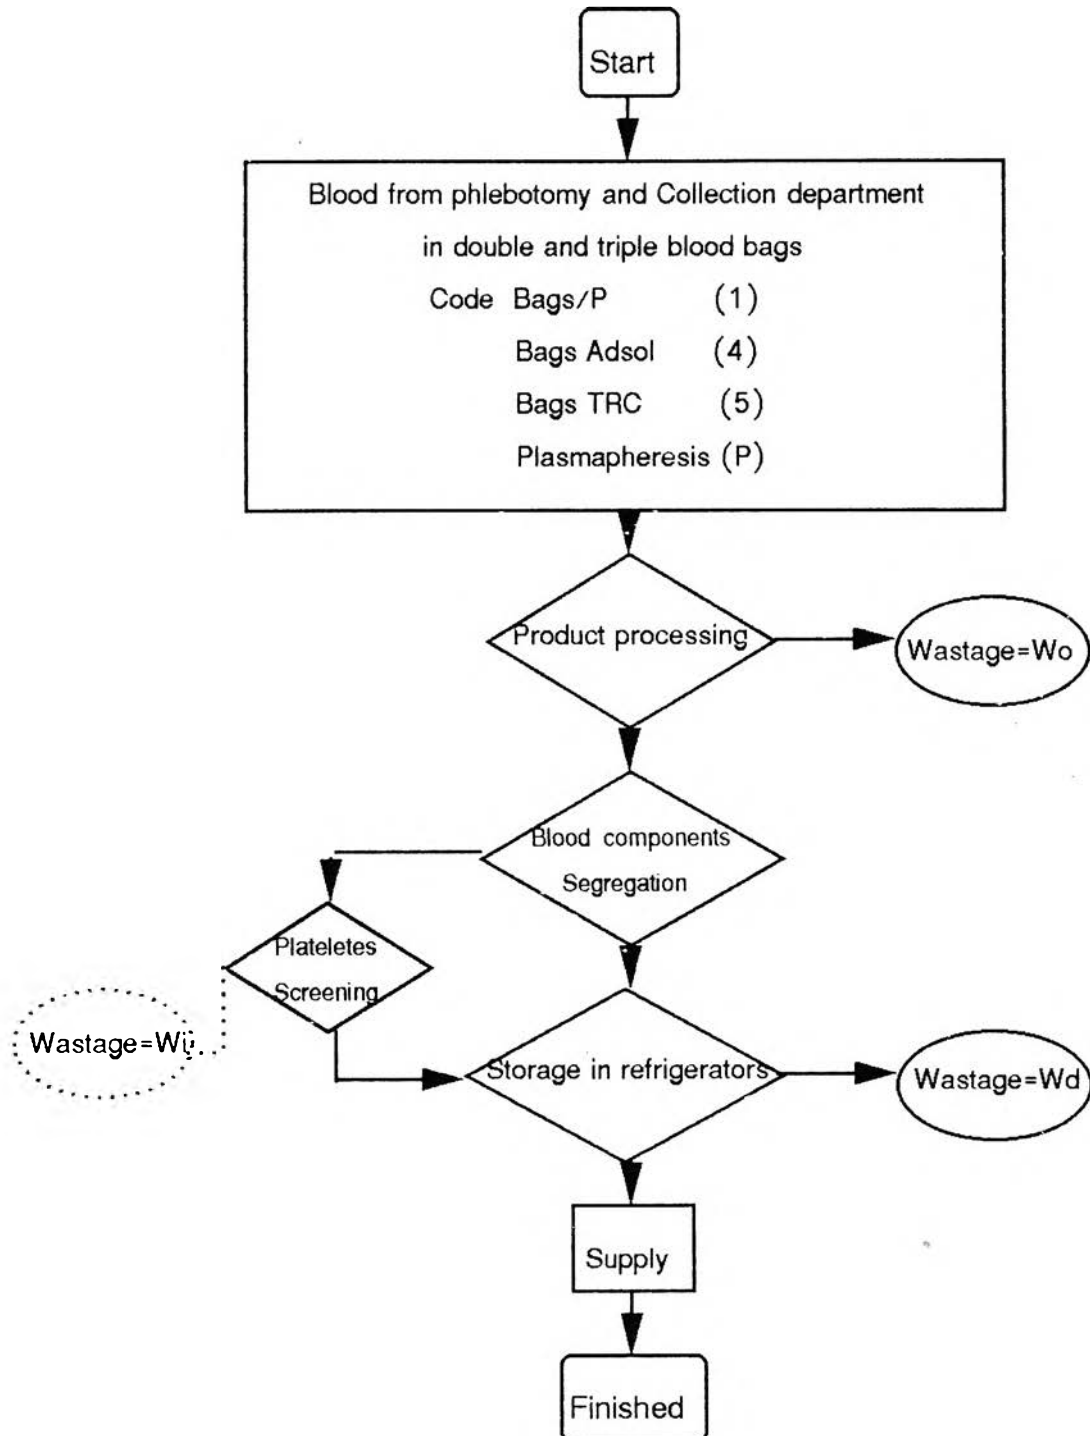 Start
Blood from phlebotomy and Collection department
in double and triple blood bags
Code Bags/P (1)
Bags Adsol (4)
Bags TRC (5)
Plasmapheresis (P)
Product processing
Wastage=Wo
Blood components
Segregation
Plateletes
Screening
Wastage=Wi
Storage in refrigerators
Wastage=Wd
Supply
Finished